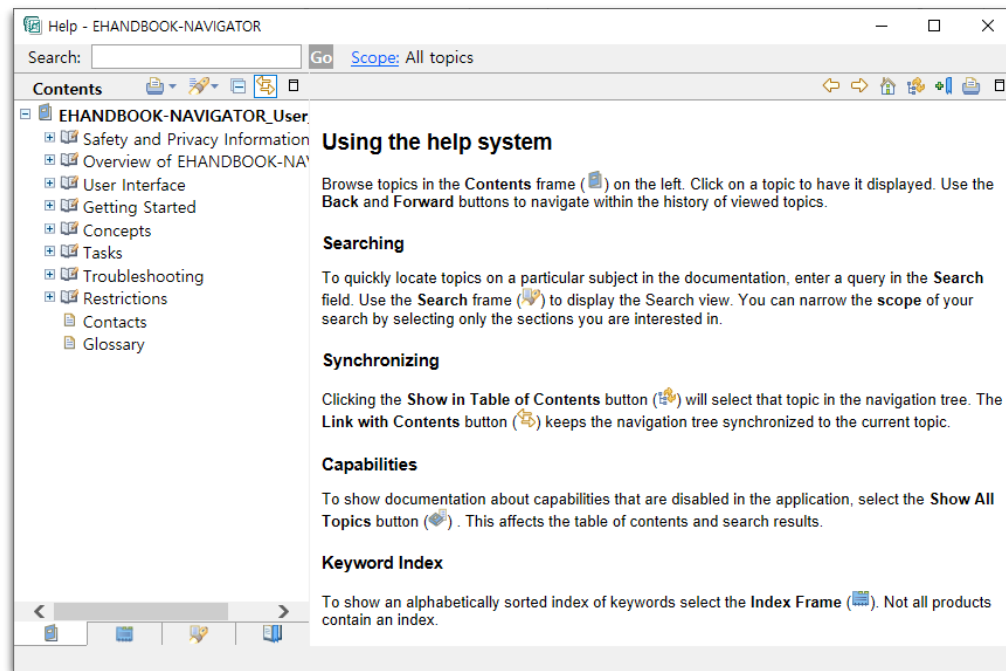 Help - EHANDBOOK-NAVIGATOR
Search:
Go
Scope: All topics
Contents
EHANDBOOK-NAVIGATOR_User_
Safety and Privacy Information
Overview of EHANDBOOK-NAV
User Interface
Getting Started
Concepts
Tasks
Troubleshooting
Restrictions
Contacts
Glossary
Using the help system
Browse topics in the Contents frame ( ) on the left. Click on a topic to have it displayed. Use the
Back and Forward buttons to navigate within the history of viewed topics.
Searching
To quickly locate topics on a particular subject in the documentation, enter a query in the Search
field. Use the Search frame ( ) to display the Search view. You can narrow the scope of your
search by selecting only the sections you are interested in.
Synchronizing
Clicking the Show in Table of Contents button ( ) will select that topic in the navigation tree. The
Link with Contents button ( ) keeps the navigation tree synchronized to the current topic.
Capabilities
To show documentation about capabilities that are disabled in the application, select the Show All
Topics button ( ) . This affects the table of contents and search results.
Keyword Index
To show an alphabetically sorted index of keywords select the Index Frame ( ). Not all products
contain an index.